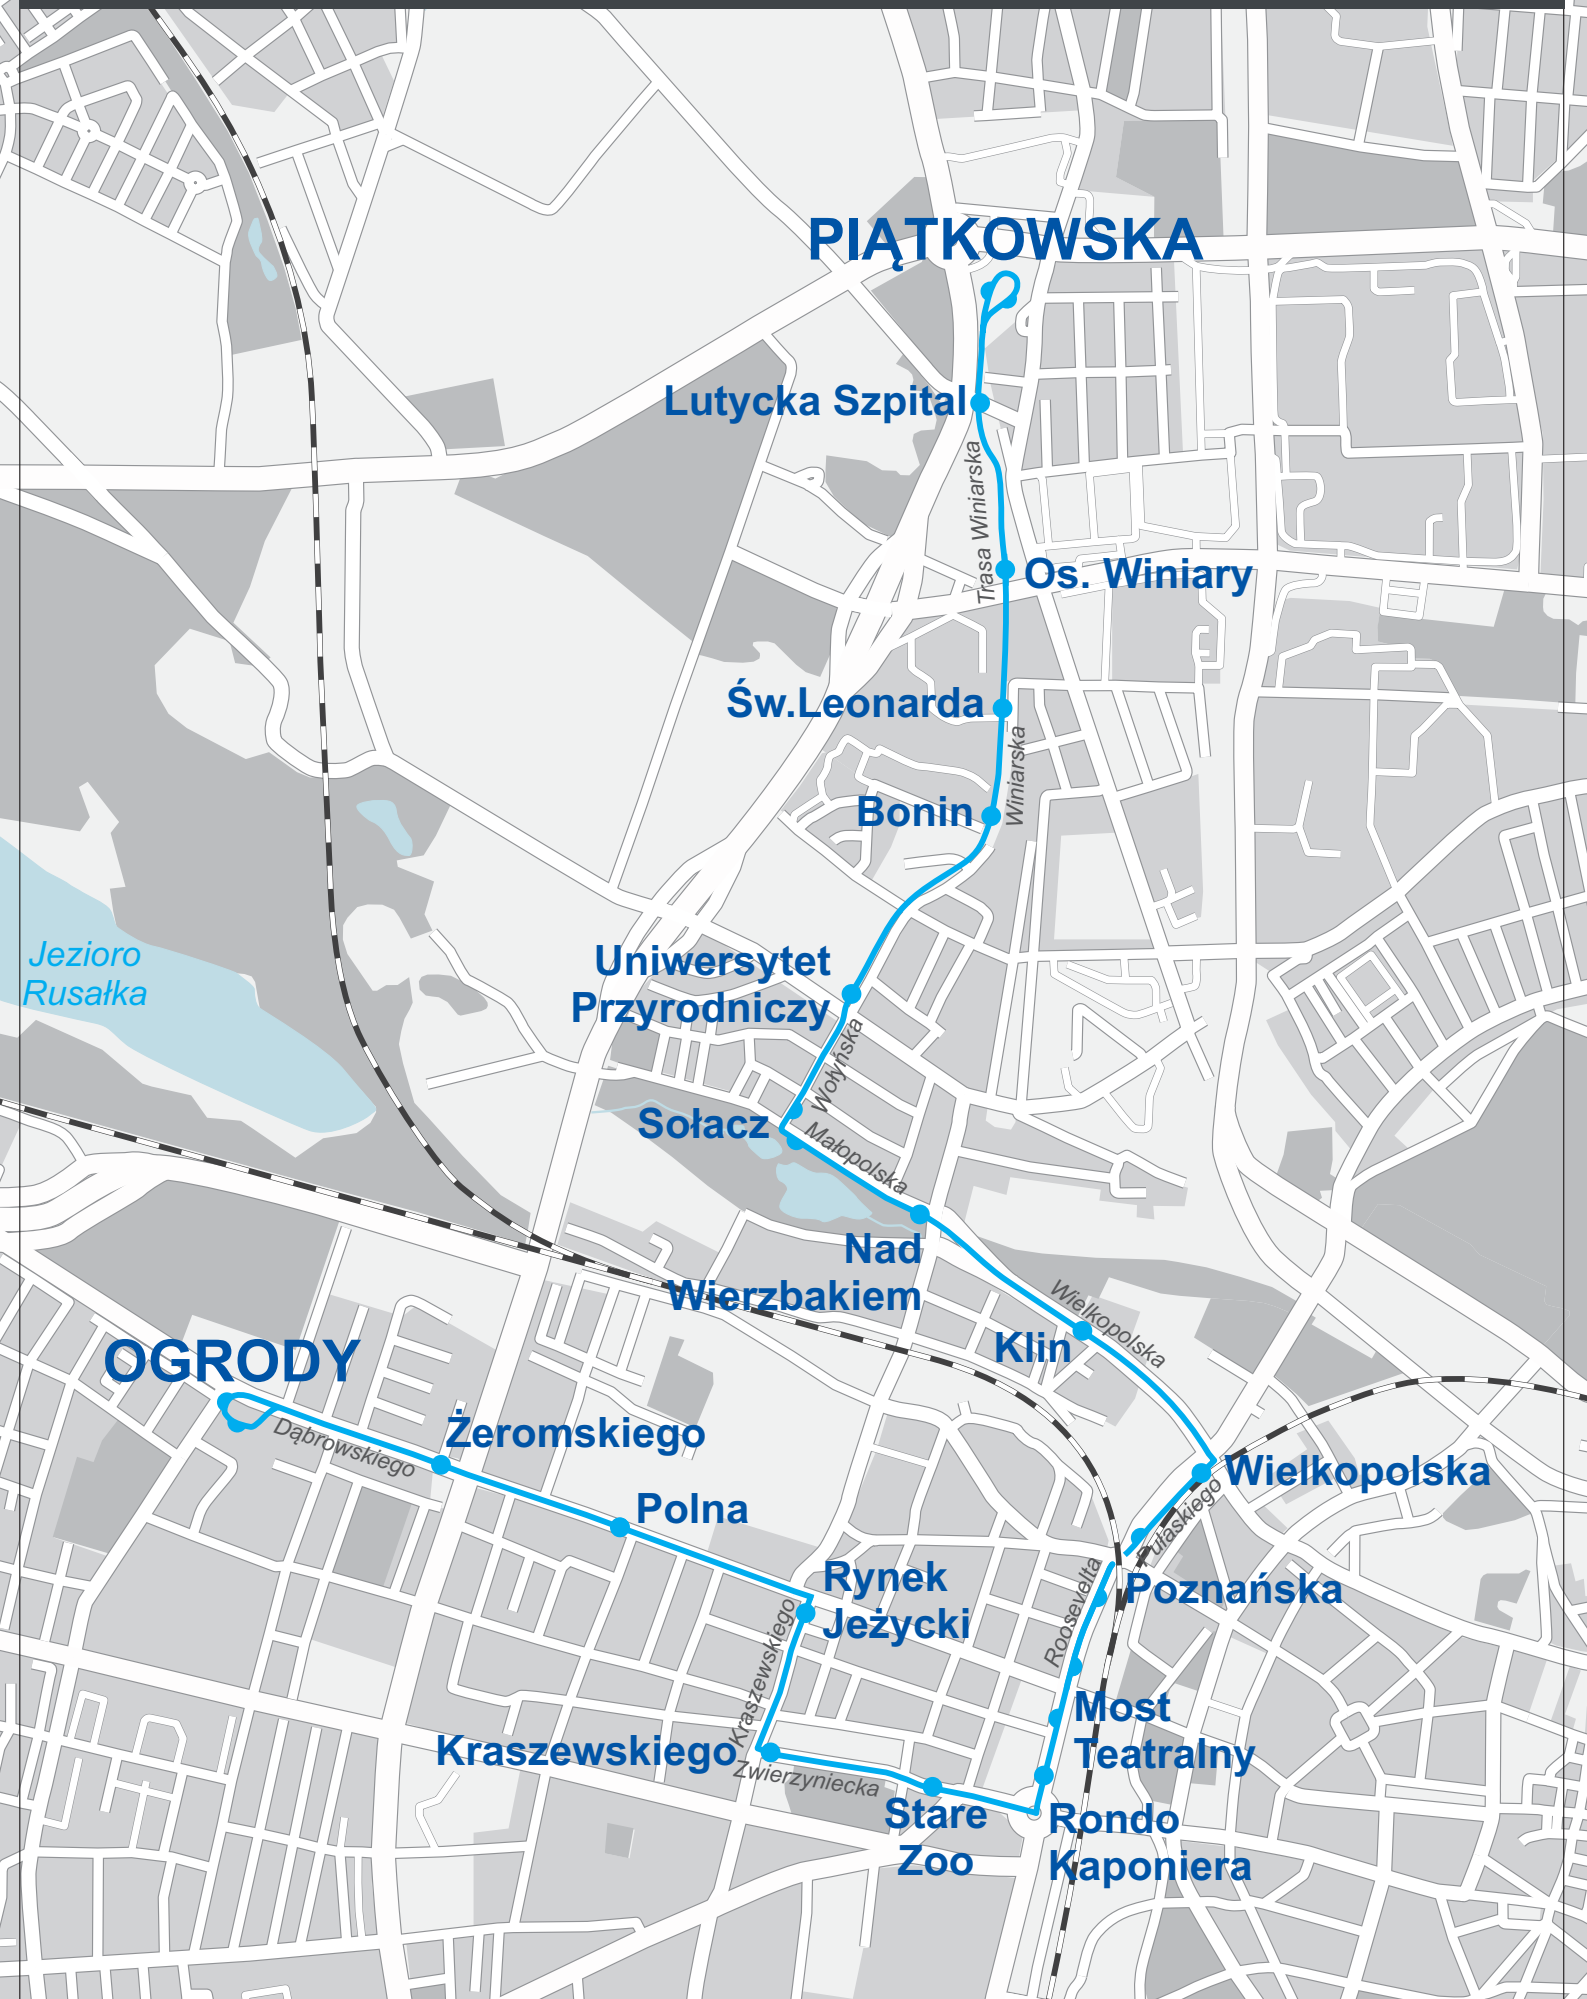 PIĄTKOWSKA
Lutycka Szpital
Trasa Winiarska
Os. Winiary
Św.Leonarda
Winiarska
Bonin
Jezioro
Rusałka
Uniwersytet
Przyrodniczy
Wołyńska
Sołacz
Małopolska
Nad
Wierzbakiem
Wielkopolska
Klin
OGRODY
Dąbrowskiego
Żeromskiego
Wielkopolska
Pułaskiego
Polna
Rynek
Jeżycki
Poznańska
Roosevelta
Kraszewskiego
Most
Teatralny
Kraszewskiego
Zwierzyniecka
Stare
Zoo
Rondo
Kaponiera